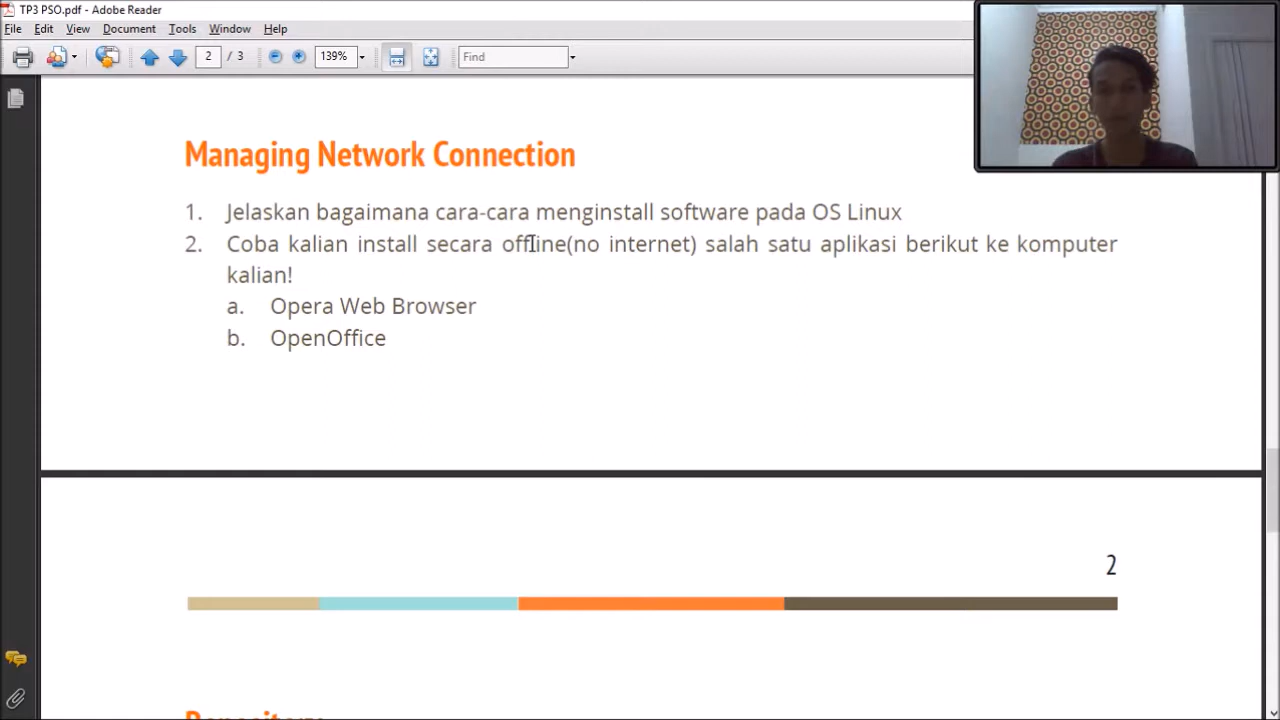 TP3 PSO.pdf - Adobe Reader
File Edit View Document Tools Window Help
2 / 3 139% Find
Managing Network Connection
1. Jelaskan bagaimana cara-cara menginstall software pada OS Linux
2. Coba kalian install secara offline(no internet) salah satu aplikasi berikut ke komputer
kalian!
a. Opera Web Browser
b. OpenOffice
2
Repository